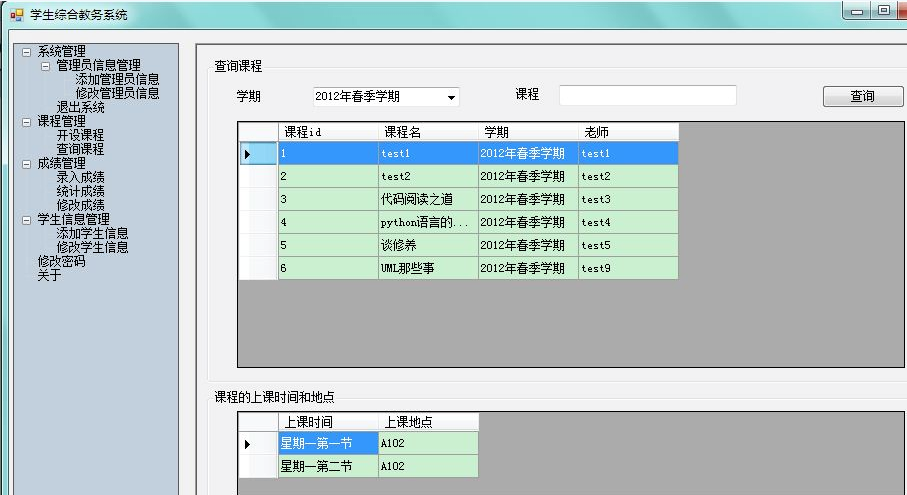 学生综合教务系统
系统管理
管理员信息管理
添加管理员信息
修改管理员信息
退出系统
课程管理
开设课程
查询课程
成绩管理
录入成绩
统计成绩
修改成绩
学生信息管理
添加学生信息
修改学生信息
修改密码
关于
查询课程
学期 2012年春季学期 课程 查询
课程id 课程名 学期 老师
1 test1 2012年春季学期 test1
2 test2 2012年春季学期 test2
3 代码阅读之道 2012年春季学期 test3
4 python语言的... 2012年春季学期 test4
5 谈修养 2012年春季学期 test5
6 UML那些事 2012年春季学期 test9
课程的上课时间和地点
上课时间 上课地点
星期一第一节 A102
星期一第二节 A102